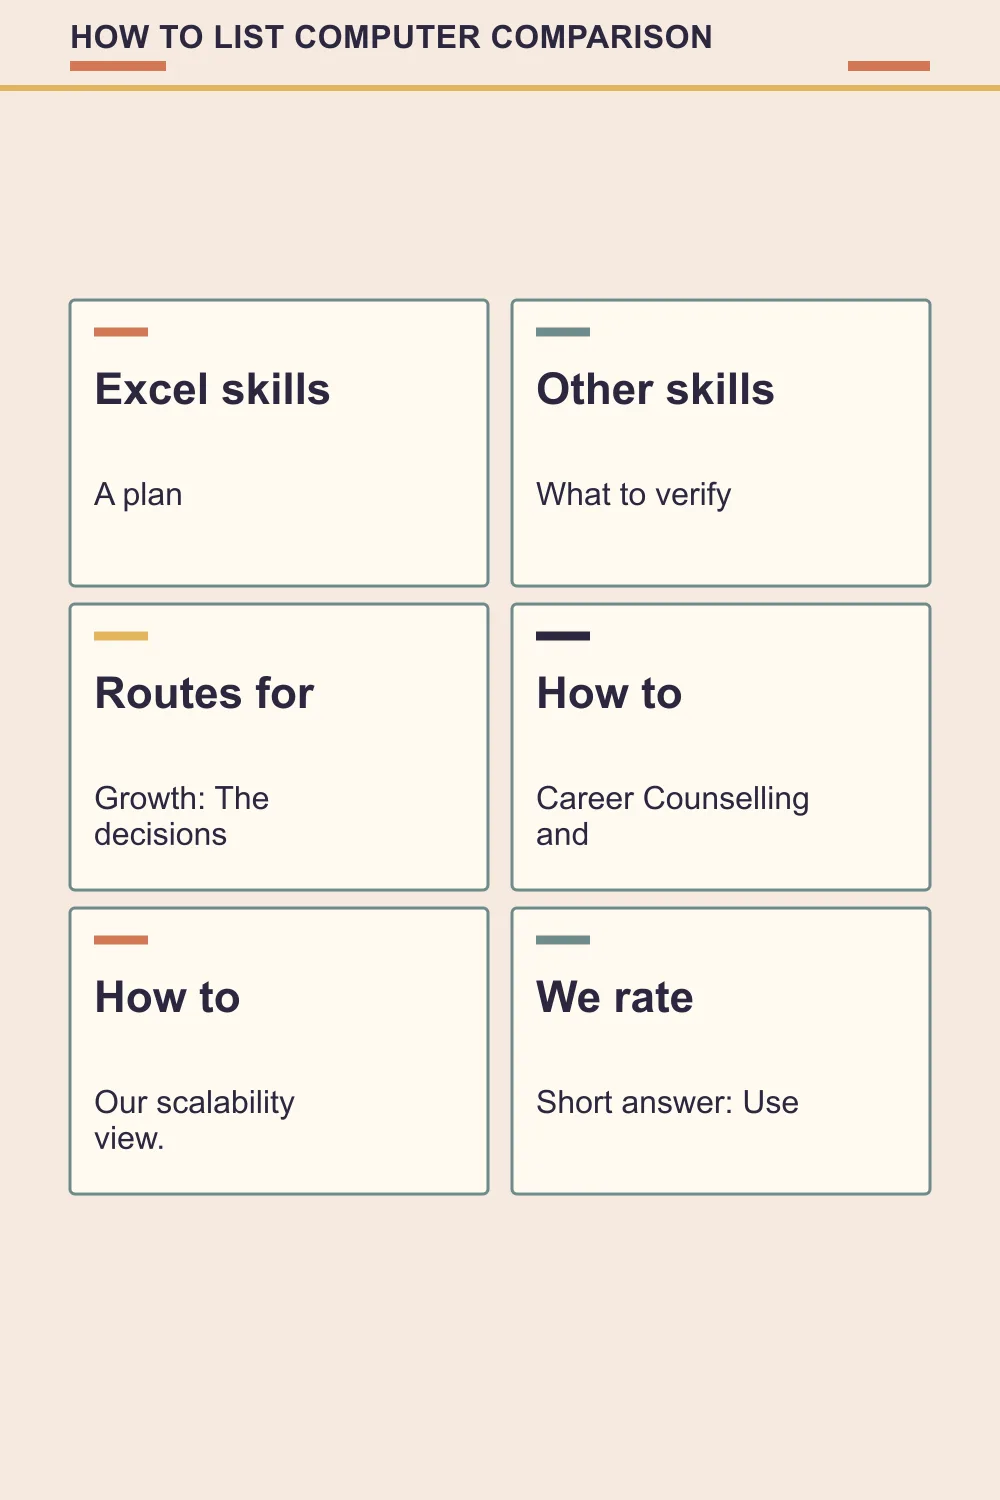 HOW TO LIST COMPUTER COMPARISON
Excel skills
A plan
Other skills
What to verify
Routes for
Growth: The
decisions
How to
Career Counselling
and
How to
Our scalability
view.
We rate
Short answer: Use